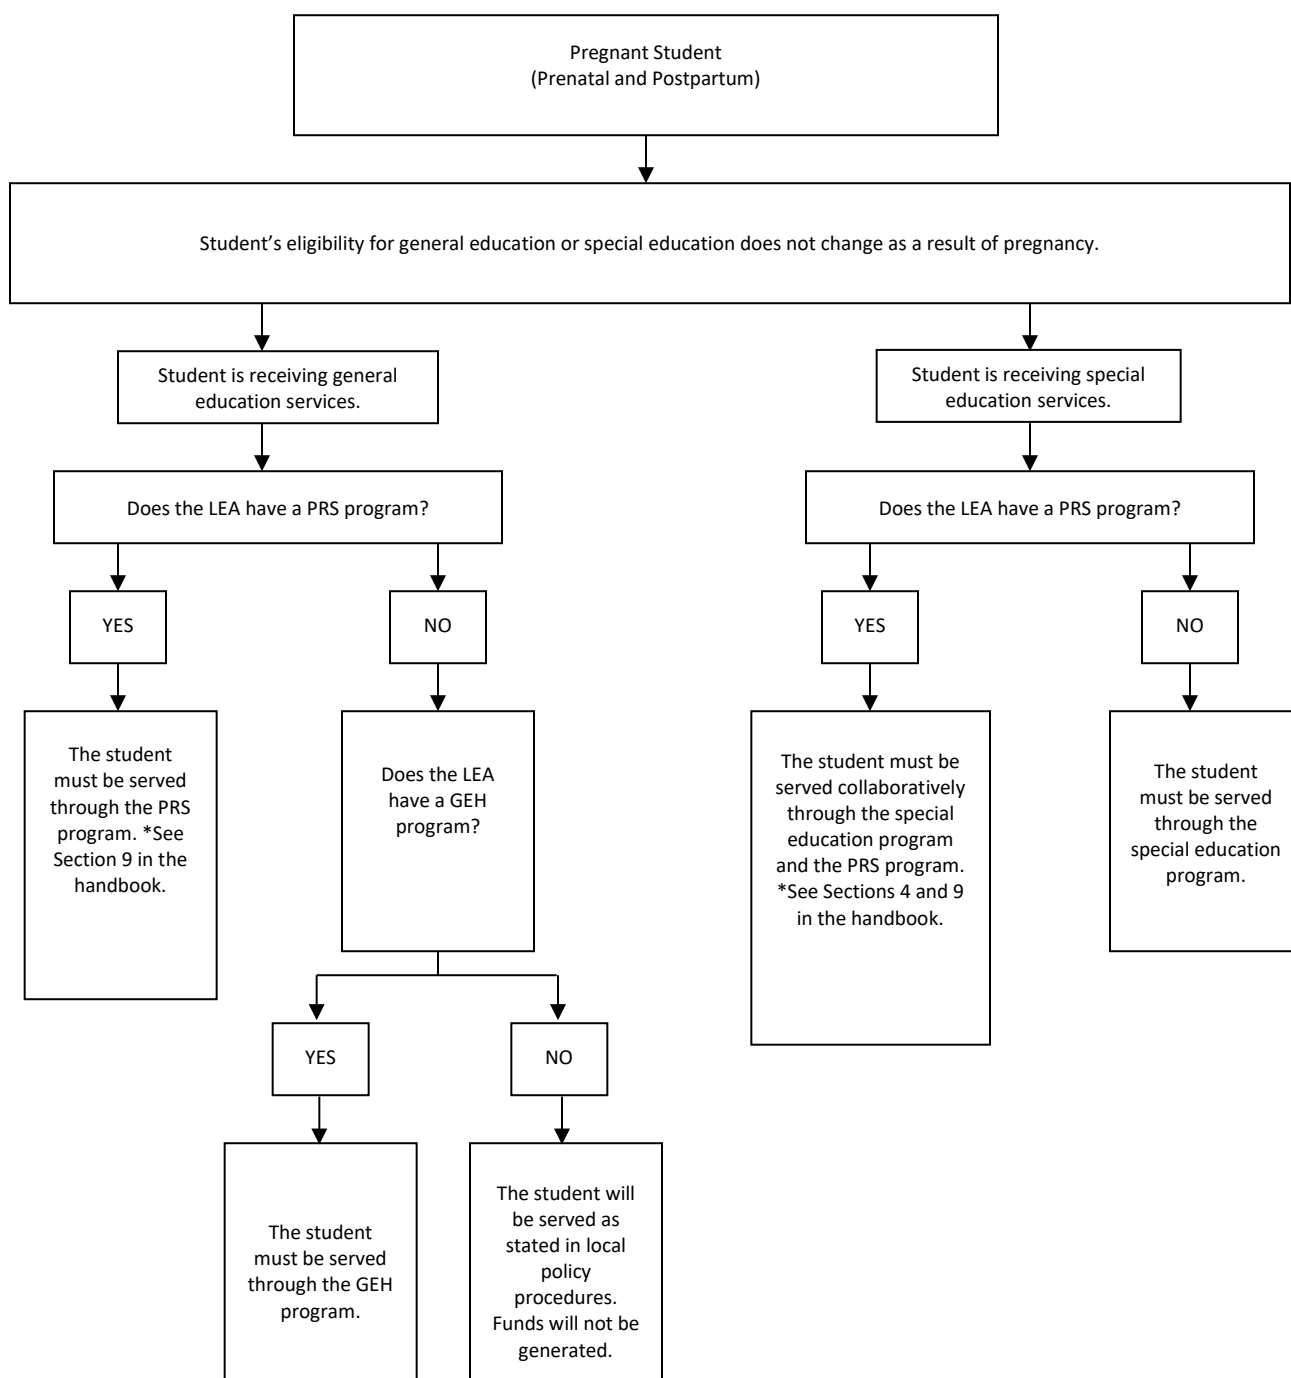 Pregnant Student
(Prenatal and Postpartum)
Student’s eligibility for general education or special education does not change as a result of pregnancy.
Student is receiving general
education services.
Student is receiving special
education services.
Does the LEA have a PRS program?
Does the LEA have a PRS program?
YES
NO
YES
NO
The student
must be served
through the PRS
program. *See
Section 9 in the
handbook.
Does the LEA
have a GEH
program?
The student must be
served collaboratively
through the special
education program
and the PRS program.
*See Sections 4 and 9
in the handbook.
The student
must be served
through the
special education
program.
YES
NO
The student
must be served
through the GEH
program.
The student will
be served as
stated in local
policy
procedures.
Funds will not be
generated.